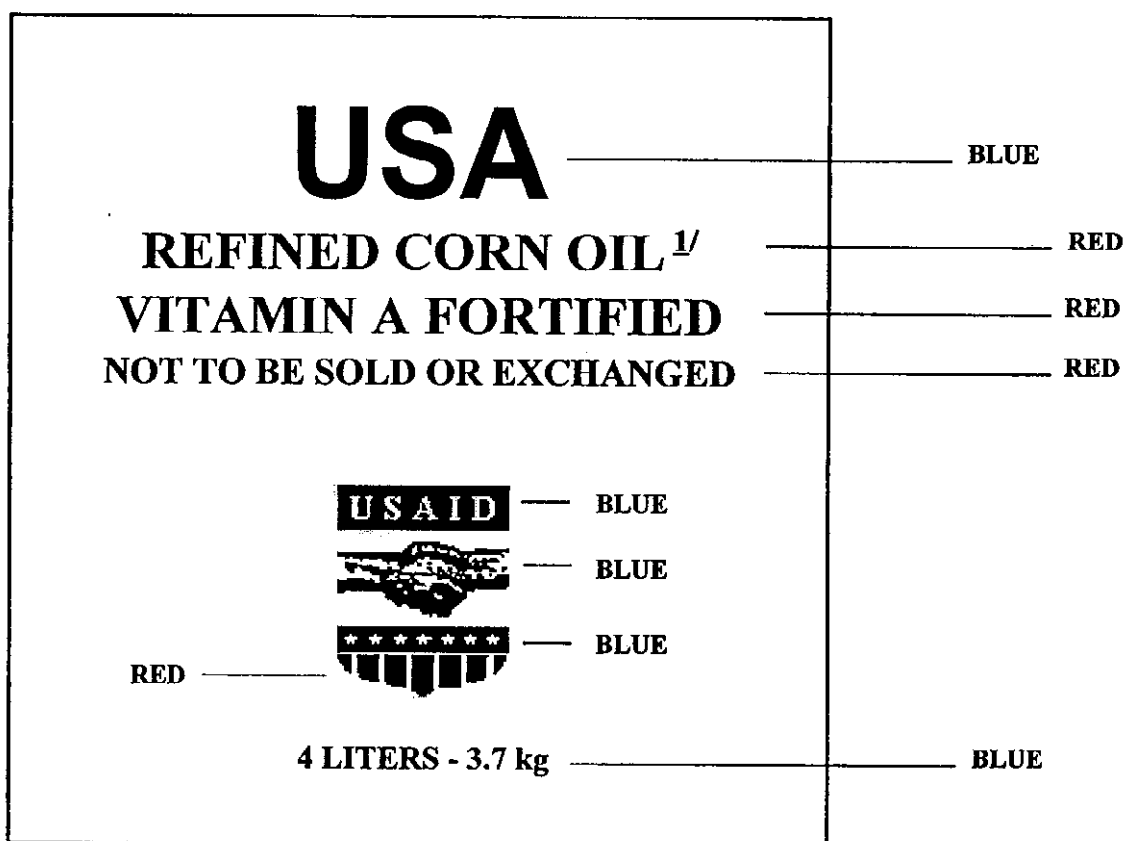 USA BLUE
REFINED CORN OIL 1/ RED
VITAMIN A FORTIFIED RED
NOT TO BE SOLD OR EXCHANGED RED
USAID BLUE
BLUE
BLUE
RED
4 LITERS - 3.7 kg BLUE